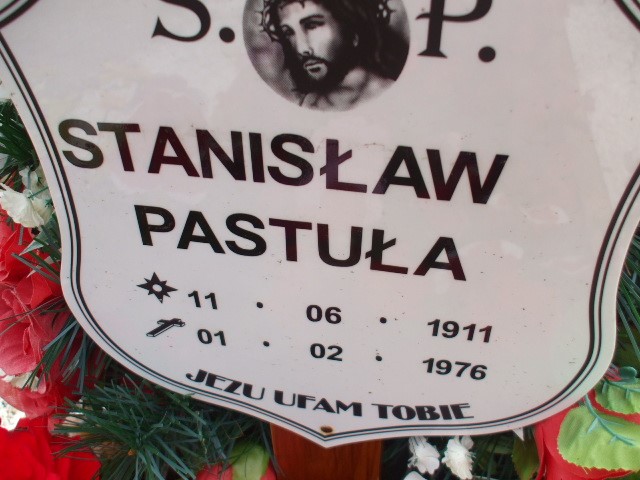 Ś. P.
STANISŁAW
PASTUŁA
11 · 06 · 1911
01 · 02 · 1976
JEZU UFAM TOBIE